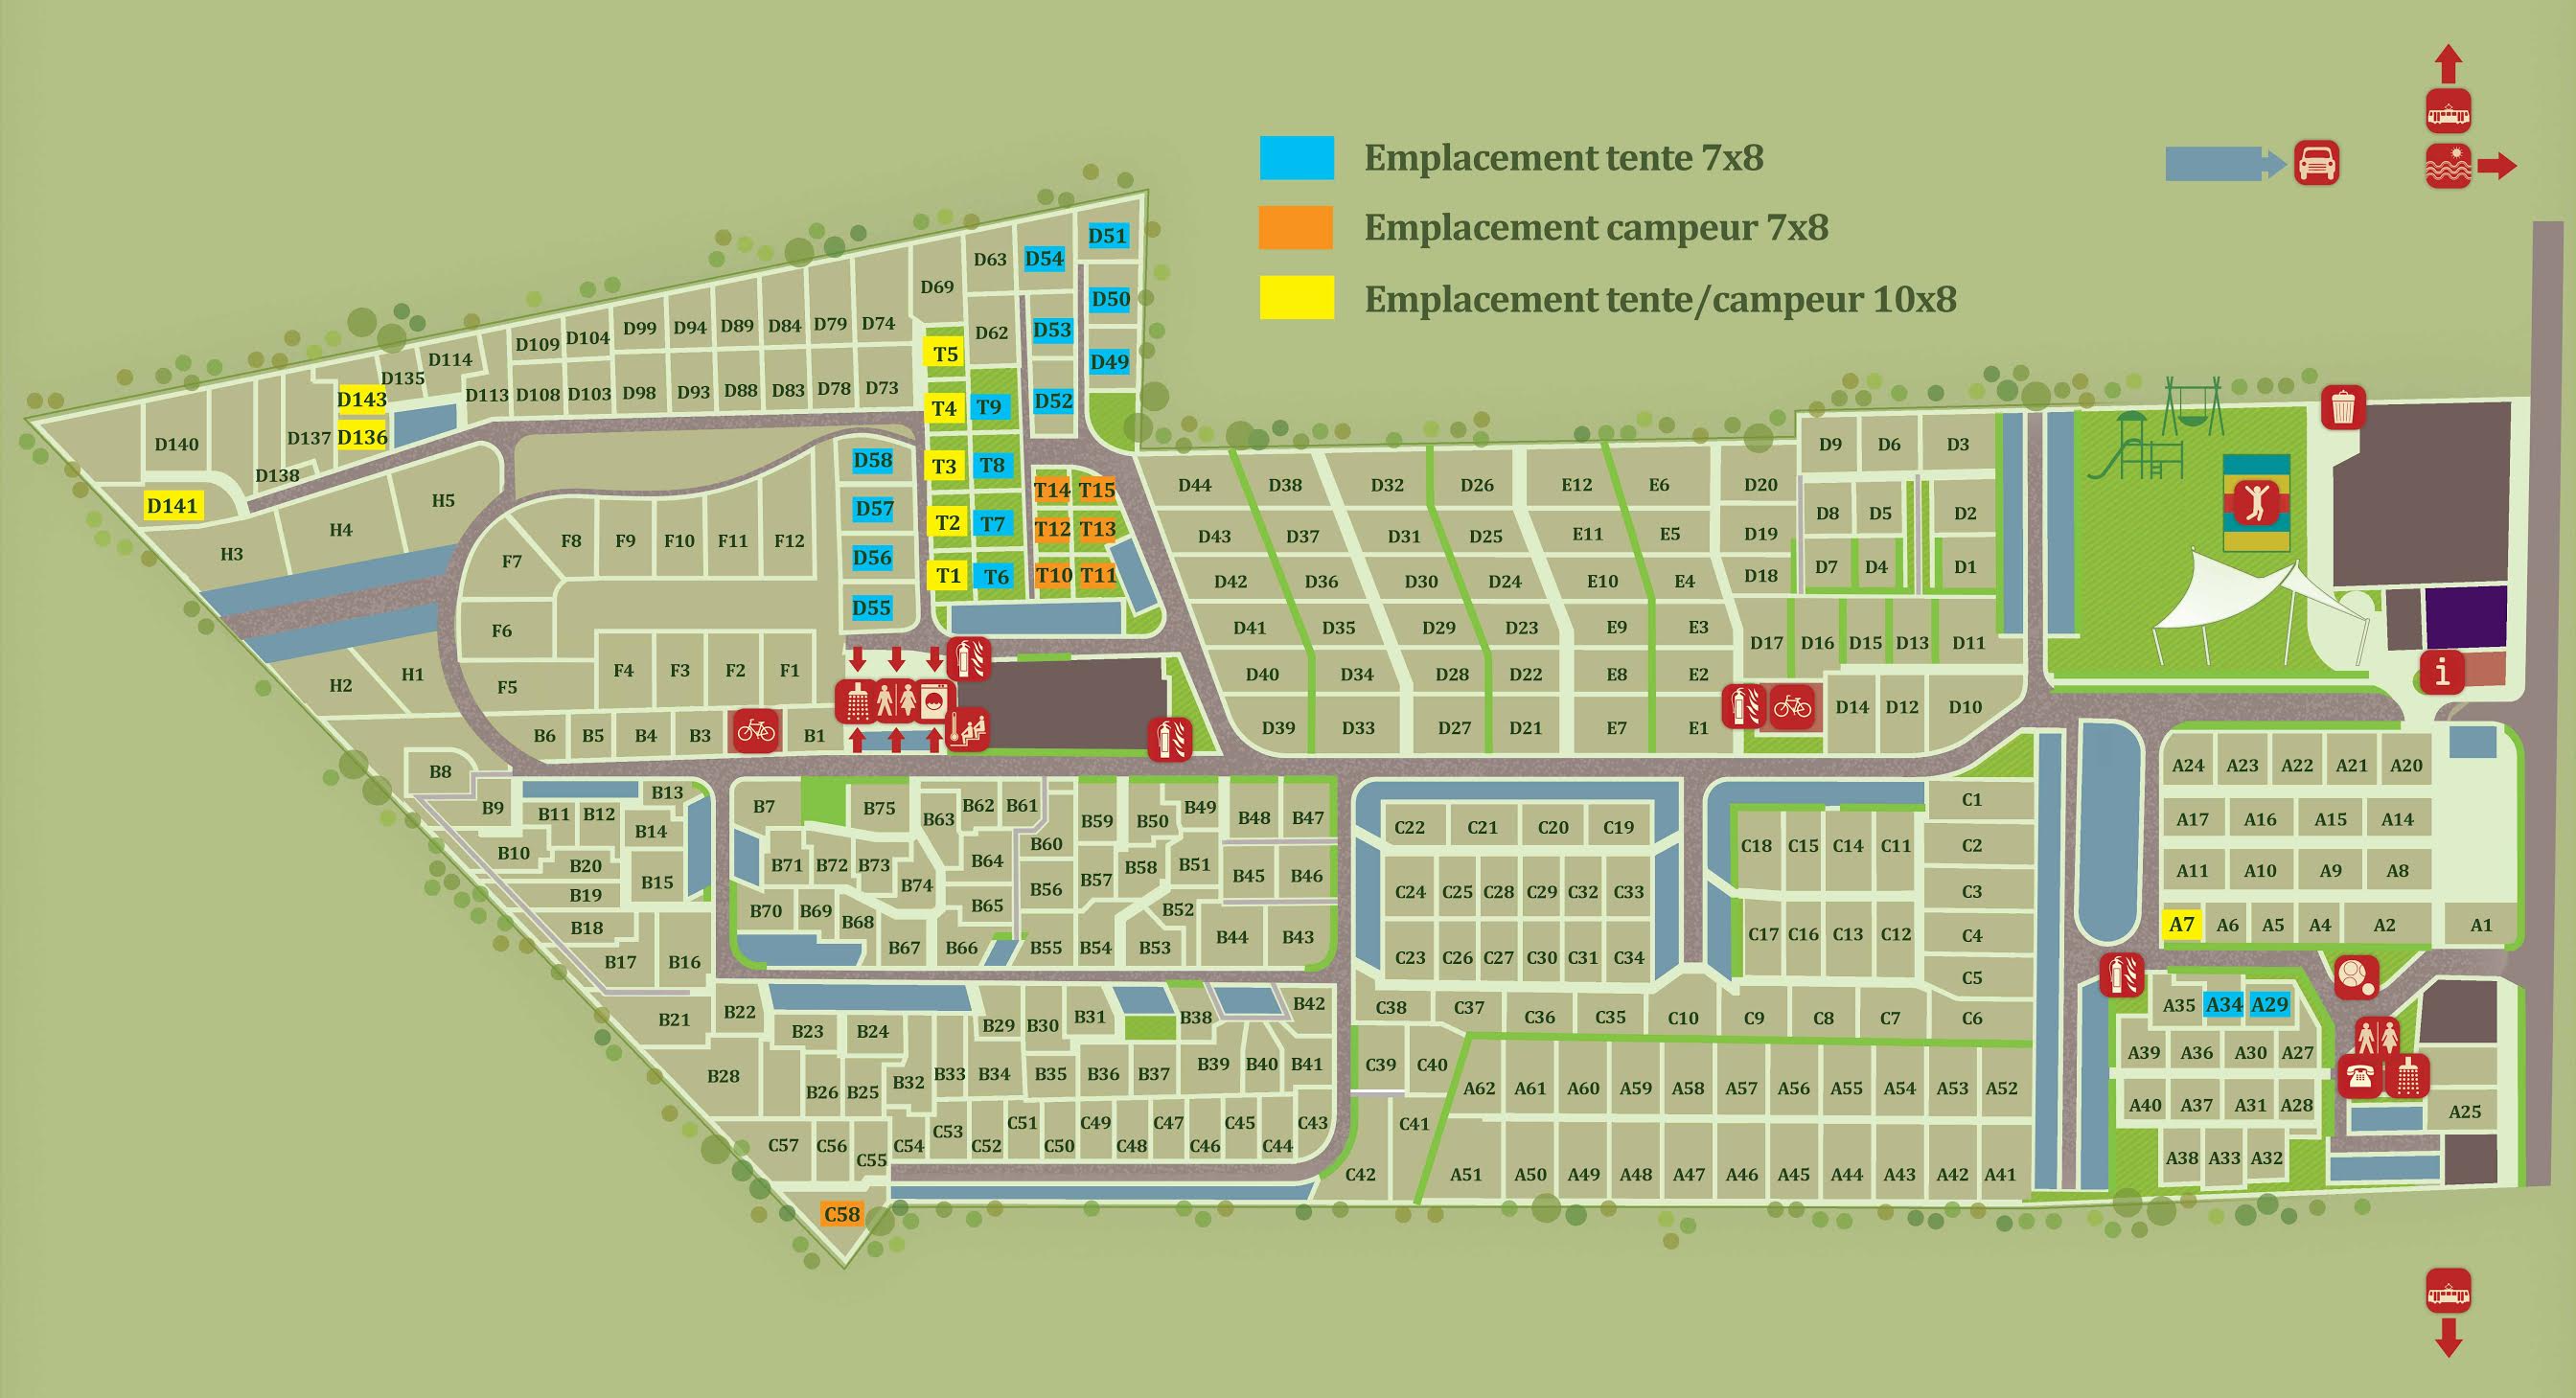 Emplacement tente 7x8
Emplacement campeur 7x8
Emplacement tente/campeur 10x8
D51
D63 D54
D69 D50
D62 D53
D99 D94 D89 D84 D79 D74
D109 D104
T5 D49
D114
D135
D143
D113 D108 D103 D98 D93 D88 D83 D78 D73
T4 T9 D52
D140 D137 D136
D138
D141
D58 T3 T8
T14 T15
D57 T2 T7
T12 T13
D56 T1 T6
T10 T11
D55
H5
H4
H3
F7 F8 F9 F10 F11 F12
F6
F5 F4 F3 F2 F1
H1
H2
D44 D38 D32 D26 E12 E6 D20
D43 D37 D31 D25 E11 E5 D19
D42 D36 D30 D24 E10 E4 D18
D41 D35 D29 D23 E9 E3
D40 D34 D28 D22 E8 E2
D39 D33 D27 D21 E7 E1
D9 D6 D3
D8 D5 D2
D7 D4 D1
D17 D16 D15 D13 D11
D14 D12 D10
i
B6 B5 B4 B3 B1
B8
B9 B11 B12 B13
B14
B10 B20
B19 B15
B18
B17 B16
B21 B22
B7 B75 B63 B62 B61 B59 B50 B49 B48 B47
B60
B71 B72 B73 B74 B64 B56 B57 B58 B51 B45 B46
B70 B69 B68 B65 B52
B67 B66 B55 B54 B53 B44 B43
B23 B24 B29 B30 B31 B38 B42
B28 B26 B25 B32 B33 B34 B35 B36 B37 B39 B40 B41
C57 C56 C55 C54 C53 C52 C51 C50 C49 C48 C47 C46 C45 C44 C43
C58
C22 C21 C20 C19
C24 C25 C28 C29 C32 C33
C23 C26 C27 C30 C31 C34
C18 C15 C14 C11
C17 C16 C13 C12
C1
C2
C3
C4
C5
C38 C37 C36 C35 C10 C9 C8 C7 C6
C39 C40
C41
C42
A62 A61 A60 A59 A58 A57 A56 A55 A54 A53 A52
A51 A50 A49 A48 A47 A46 A45 A44 A43 A42 A41
A24 A23 A22 A21 A20
A17 A16 A15 A14
A11 A10 A9 A8
A7 A6 A5 A4 A2 A1
A35 A34 A29
A39 A36 A30 A27
A40 A37 A31 A28 A25
A38 A33 A32